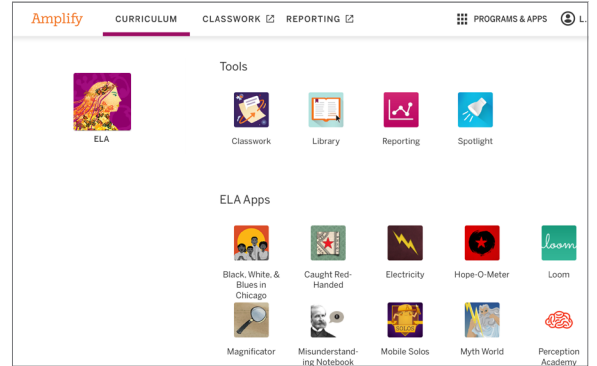 Amplify CURRICULUM CLASSWORK REPORTING PROGRAMS & APPS L.
Tools
ELA
Classwork Library Reporting Spotlight
ELA Apps
loom
Black, White, & Caught Red- Electricity Hope-O-Meter Loom
Blues in Handed
Chicago
SOLOS
Magnificator Misunderstand- Mobile Solos Myth World Perception
ing Notebook Academy